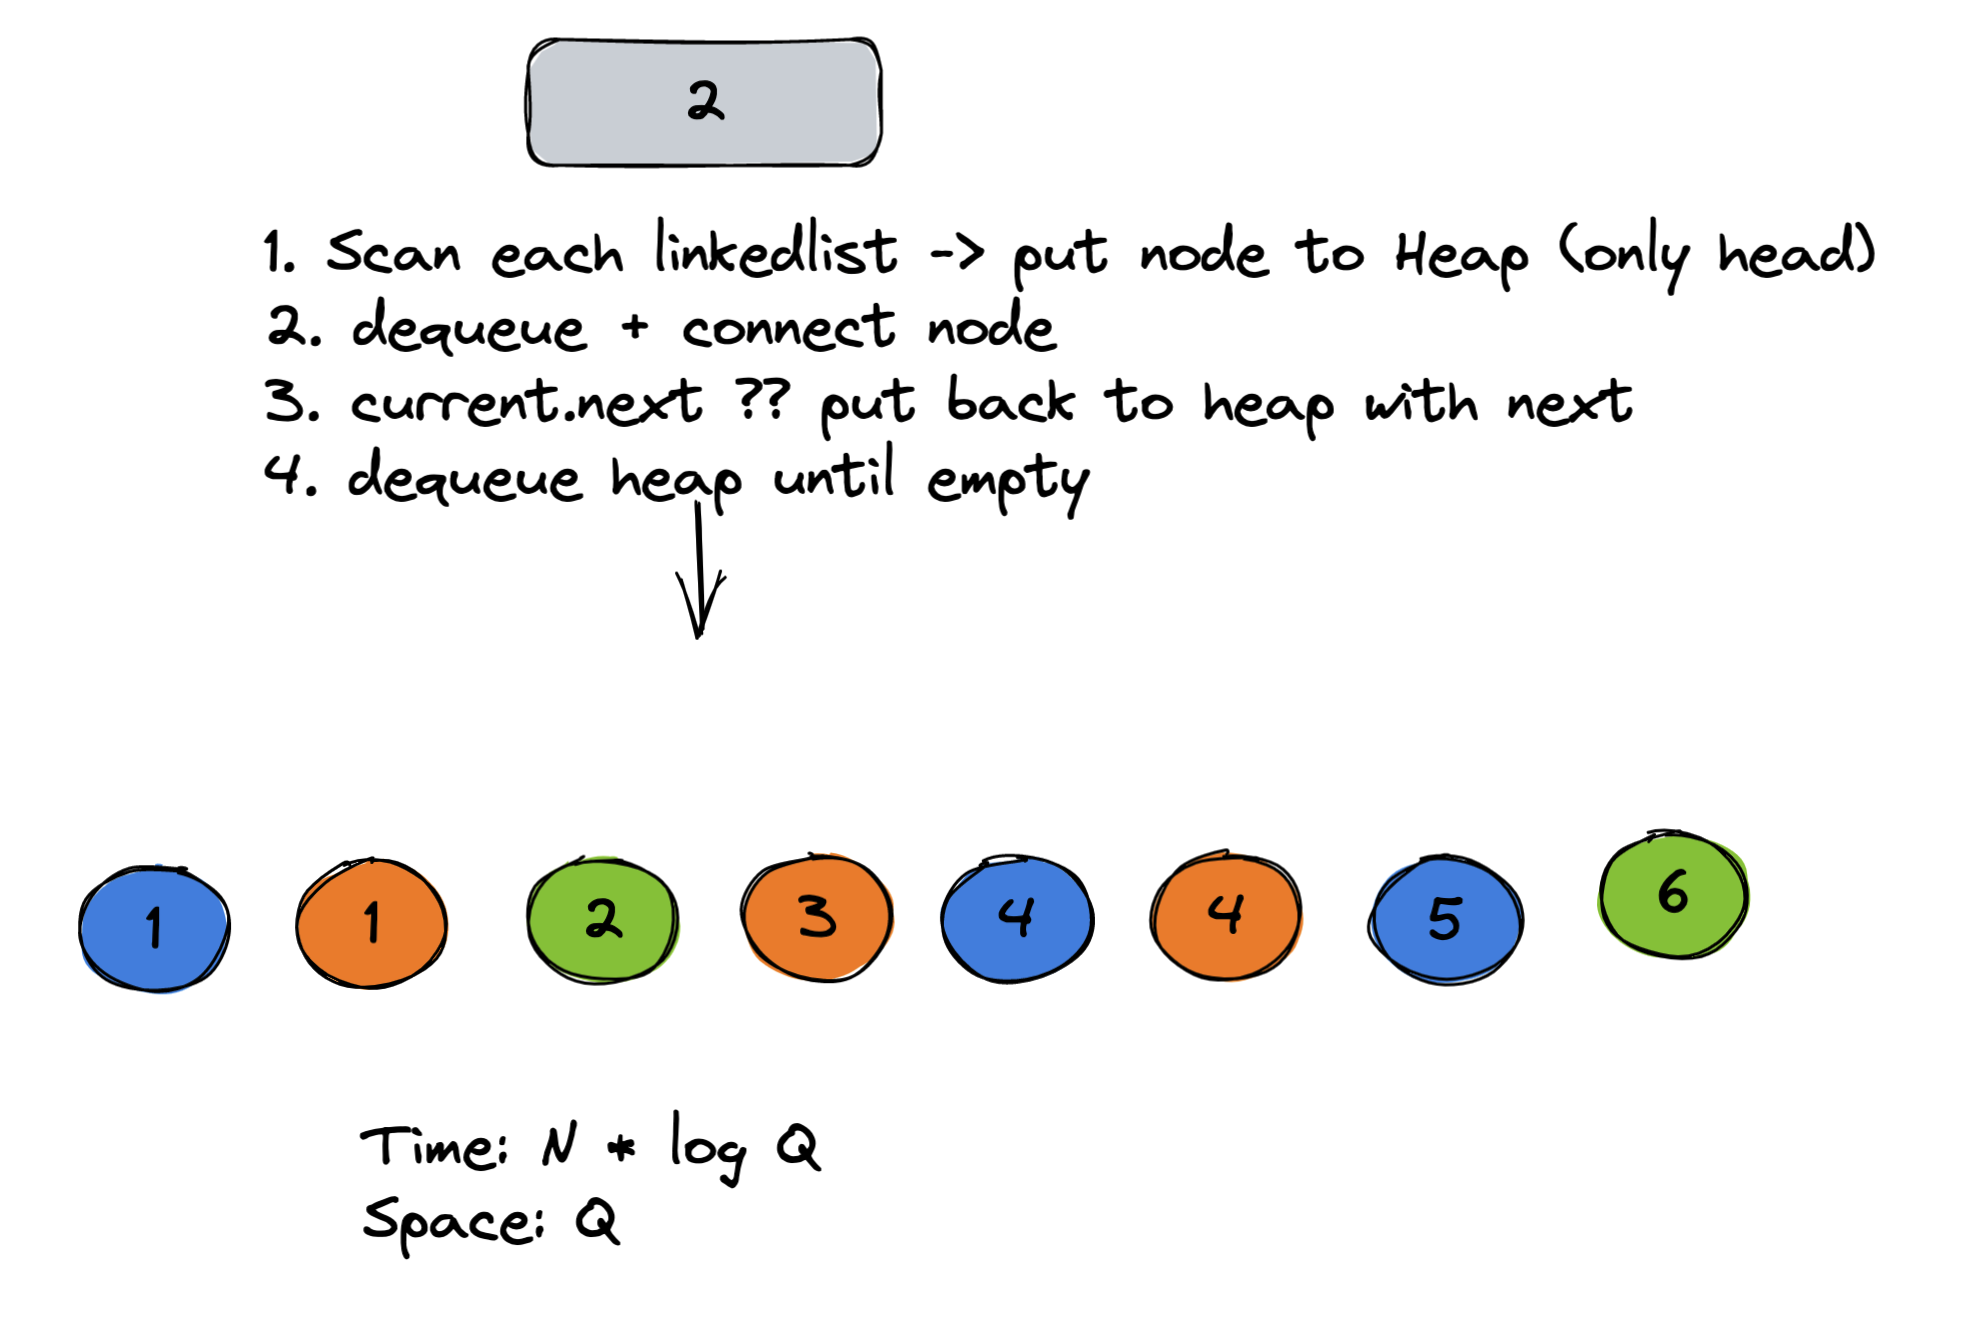 2
1. Scan each linkedlist -> put node to Heap (only head)
2. dequeue + connect node
3. current.next ?? put back to heap with next
4. dequeue heap until empty
1 1 2 3 4 4 5 6
Time: N * log Q
Space: Q